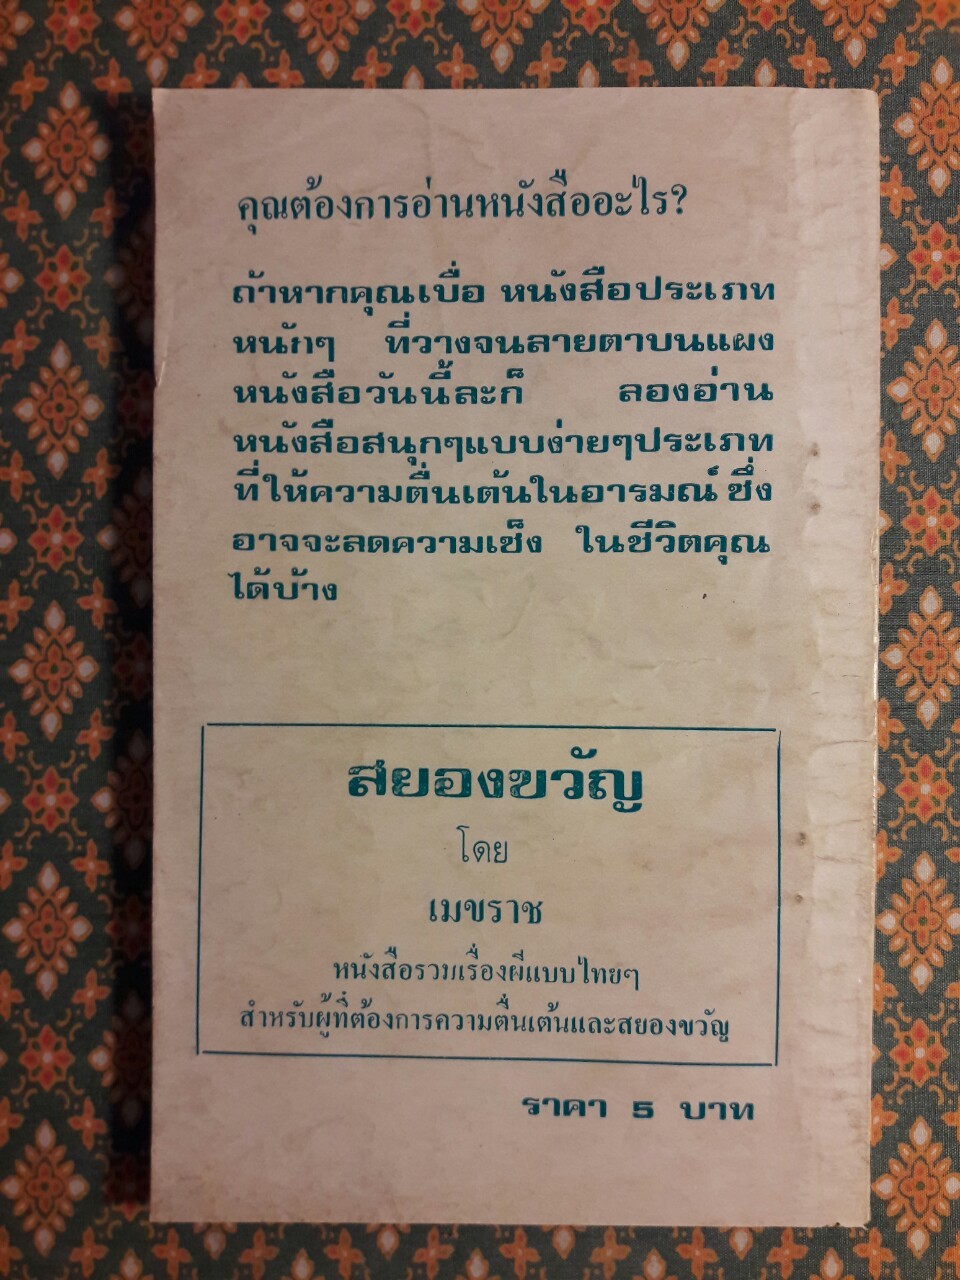 คุณต้องการอ่านหนังสืออะไร?
ถ้าหากคุณเบื่อ หนังสือประเภท
หนักๆ ที่วางจนลายตาบนแผง
หนังสือวันนี้ละก็ ลองอ่าน
หนังสือสนุกๆแบบง่ายๆประเภท
ที่ให้ความตื่นเต้นในอารมณ์ ซึ่ง
อาจจะลดความเซ็ง ในชีวิตคุณ
ได้บ้าง
สยองขวัญ
โดย
เมขราช
หนังสือรวมเรื่องผีแบบไทยๆ
สำหรับผู้ที่ต้องการความตื่นเต้นและสยองขวัญ
ราคา 5 บาท